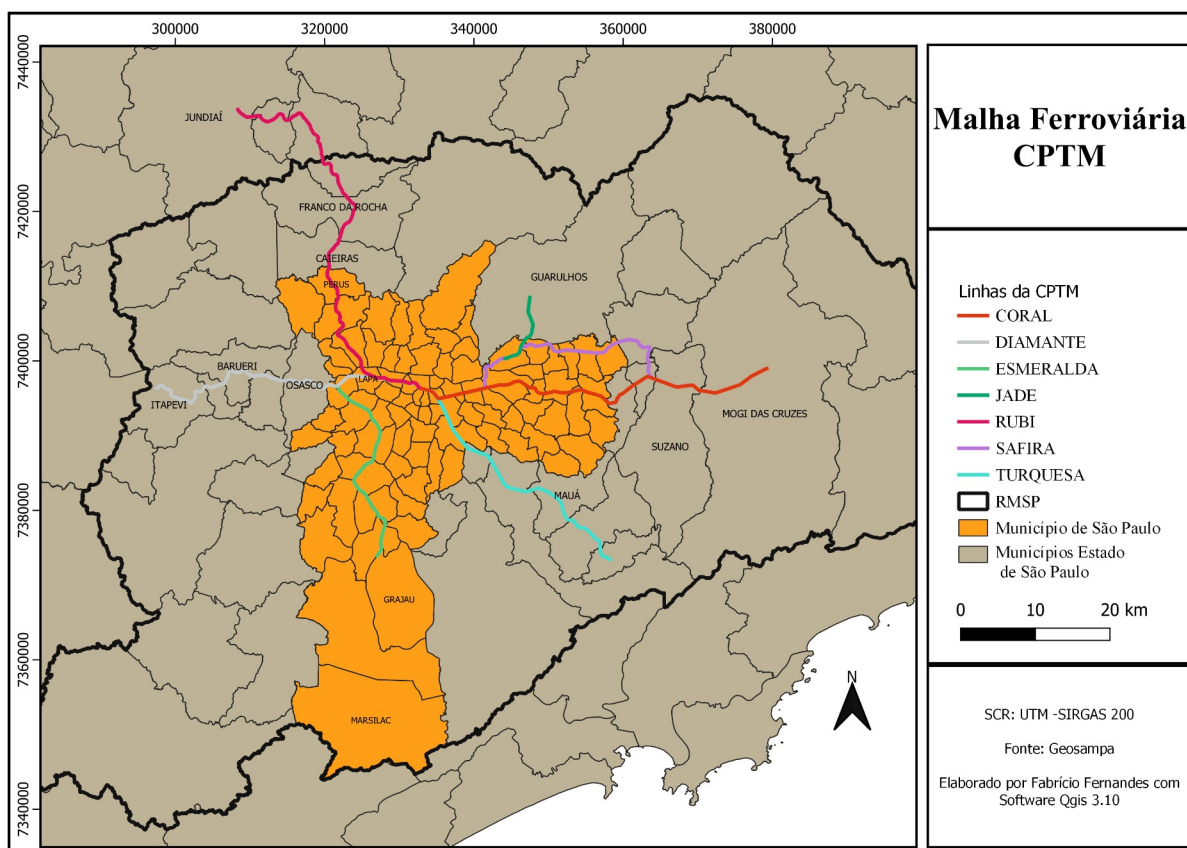 300000 320000 340000 360000 380000
7440000
7420000
7400000
7380000
7360000
7340000
JUNDIAÍ
FRANCO DA ROCHA
CAIEIRAS
PERUS
GUARULHOS
BARUERI
OSASCO
LAPA
ITAPEVI
MOGI DAS CRUZES
SUZANO
MAUÁ
GRAJAU
MARSILAC
N
Malha Ferroviária
CPTM
Linhas da CPTM
CORAL
DIAMANTE
ESMERALDA
JADE
RUBI
SAFIRA
TURQUESA
RMSP
Município de São Paulo
Municípios Estado
de São Paulo
0 10 20 km
SCR: UTM -SIRGAS 200
Fonte: Geosampa
Elaborado por Fabrício Fernandes com
Software Qgis 3.10